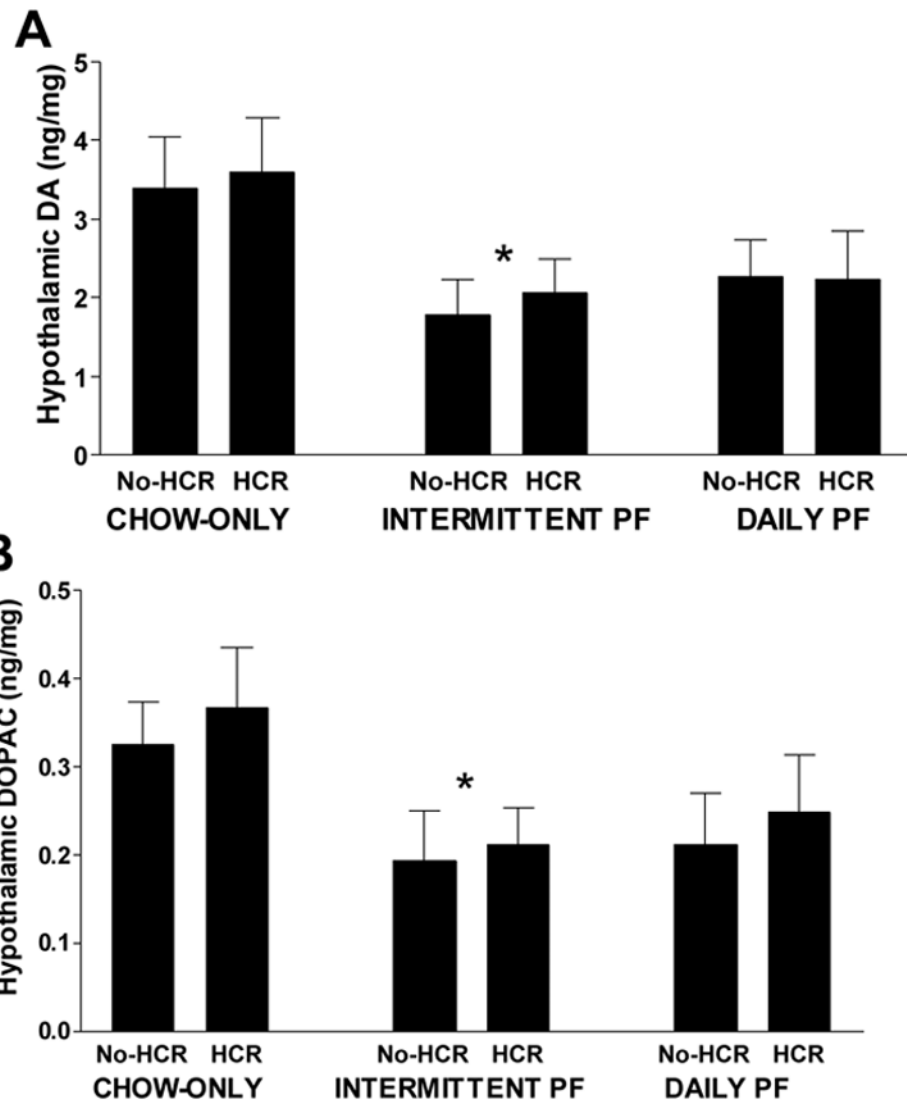 A
Hypothalamic DA (ng/mg)
5
4
3
2
1
0
*
No-HCR HCR No-HCR HCR No-HCR HCR
CHOW-ONLY INTERMITTENT PF DAILY PF
B
Hypothalamic DOPAC (ng/mg)
0.5
0.4
0.3
0.2
0.1
0.0
*
No-HCR HCR No-HCR HCR No-HCR HCR
CHOW-ONLY INTERMITTENT PF DAILY PF